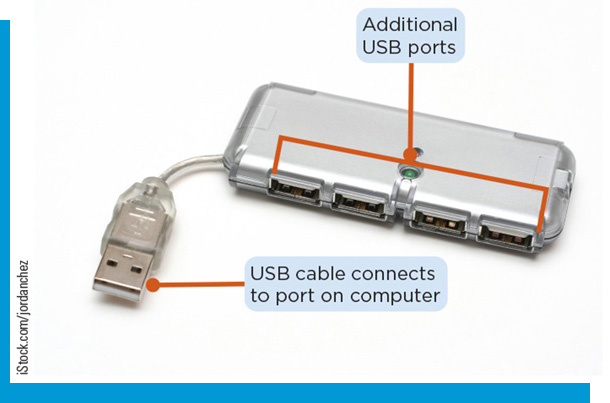 Additional
USB ports
USB cable connects
to port on computer
iStock.com/jordanchez